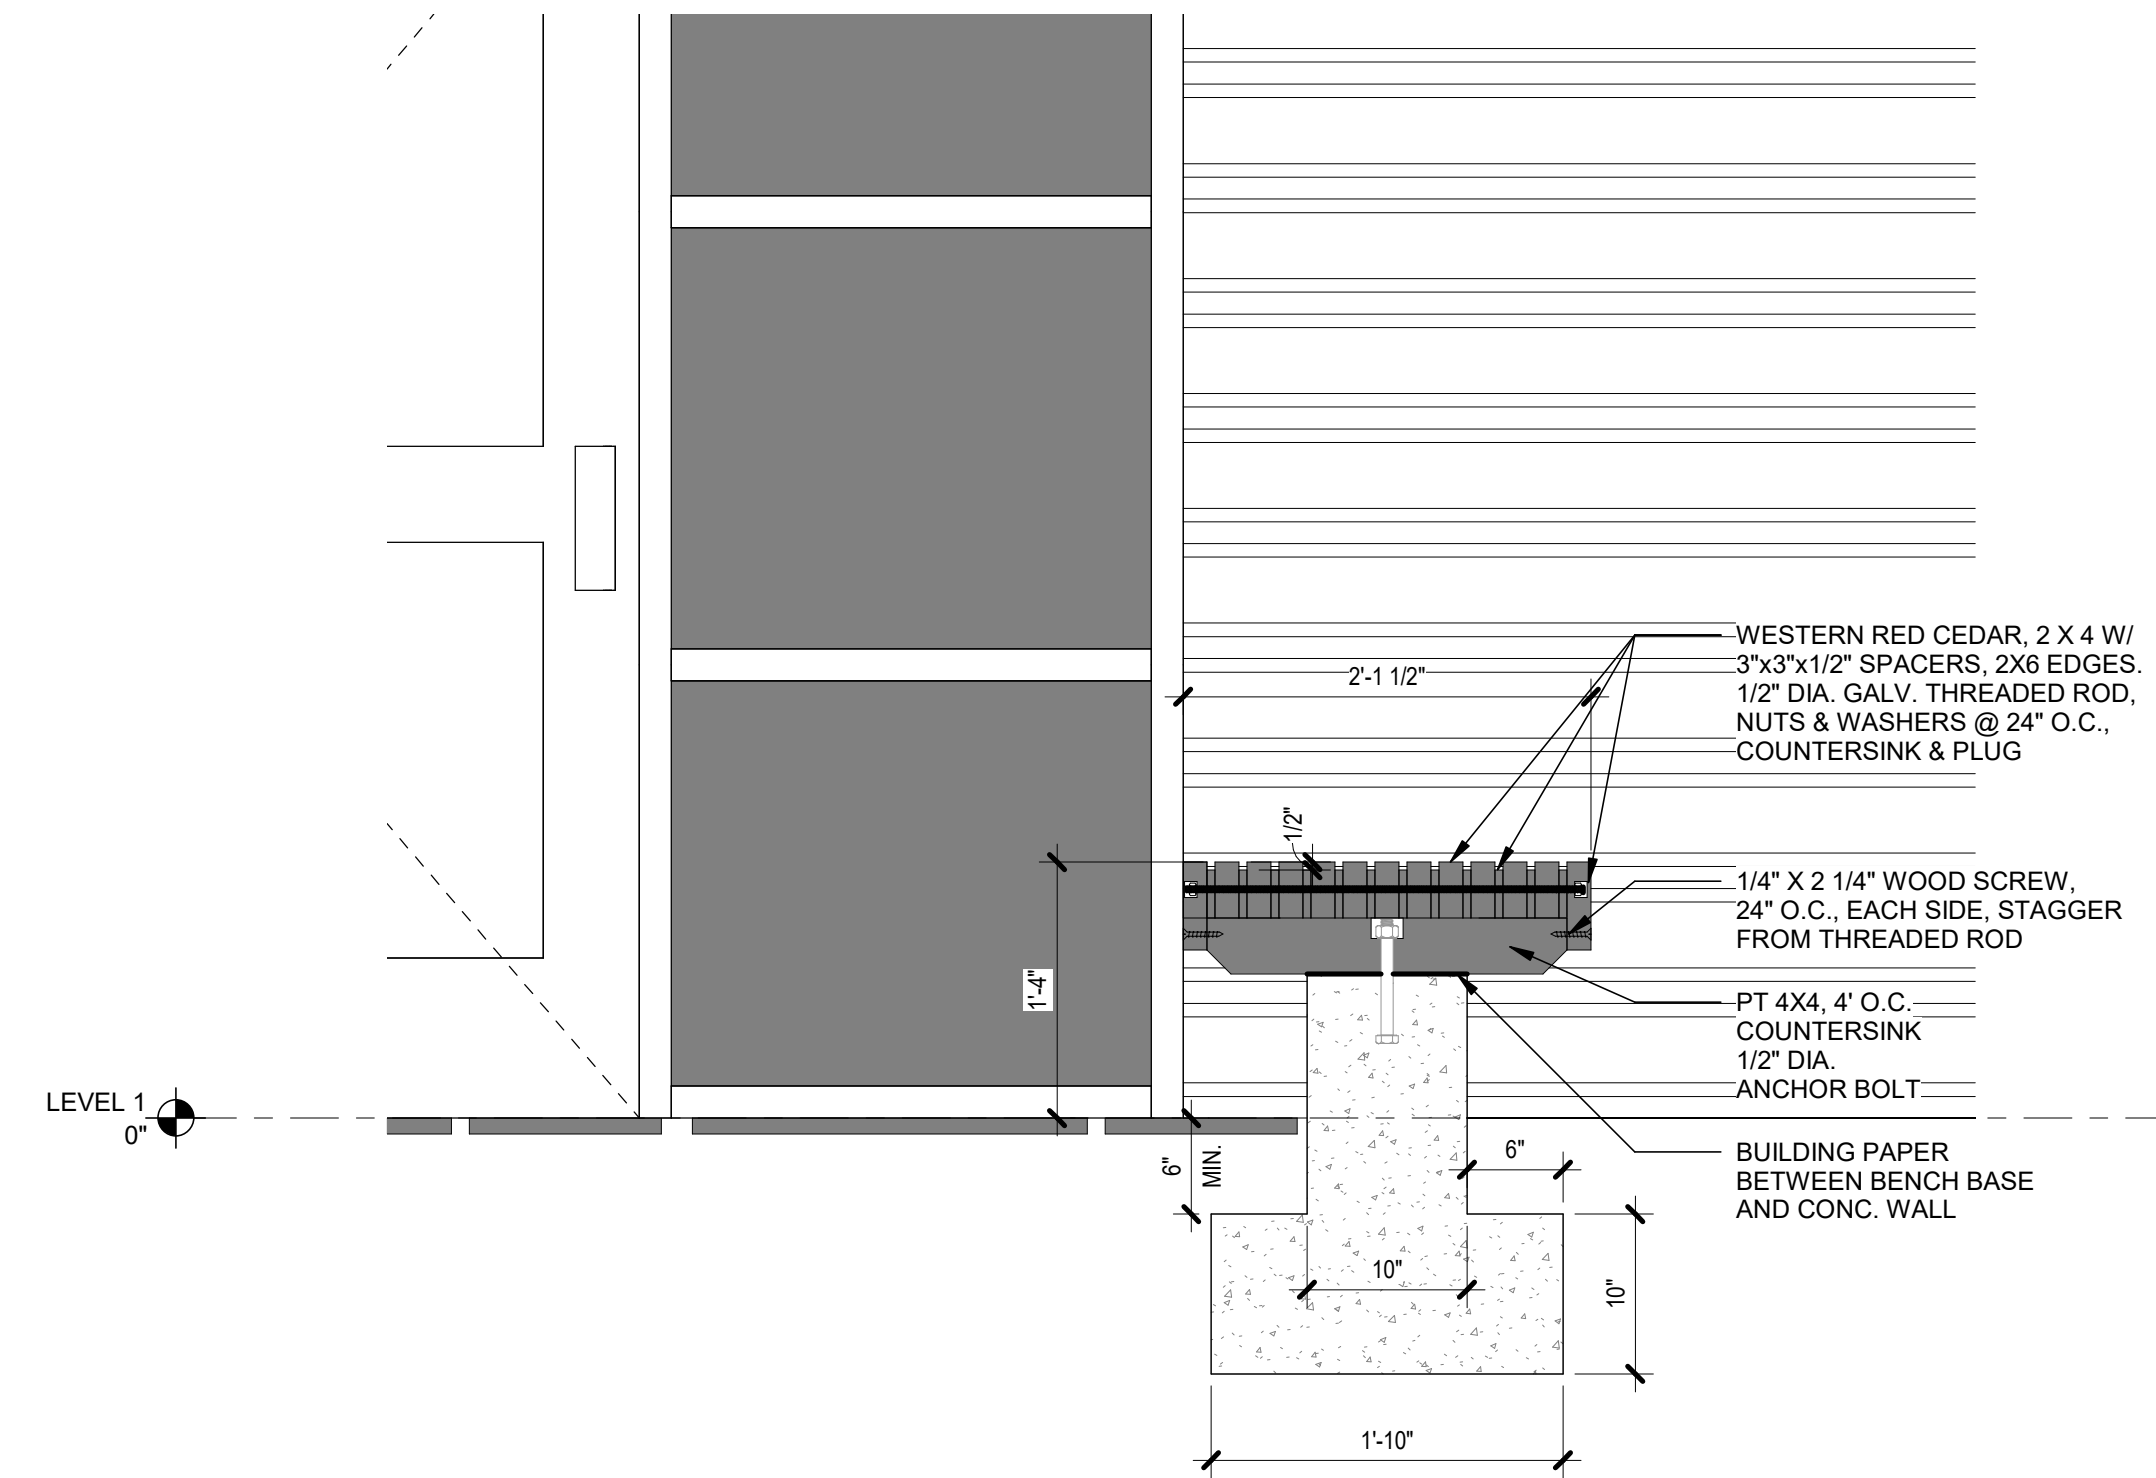 WESTERN RED CEDAR, 2 X 4 W/
3"x3"x1/2" SPACERS, 2X6 EDGES.
1/2" DIA. GALV. THREADED ROD,
NUTS & WASHERS @ 24" O.C.,
COUNTERSINK & PLUG
2'-1 1/2"
1/2"
1/4" X 2 1/4" WOOD SCREW,
24" O.C., EACH SIDE, STAGGER
FROM THREADED ROD
1'-4"
PT 4X4, 4' O.C.
COUNTERSINK
1/2" DIA.
ANCHOR BOLT
LEVEL 1
0"
6"
MIN.
6"
BUILDING PAPER
BETWEEN BENCH BASE
AND CONC. WALL
10"
10"
1'-10"